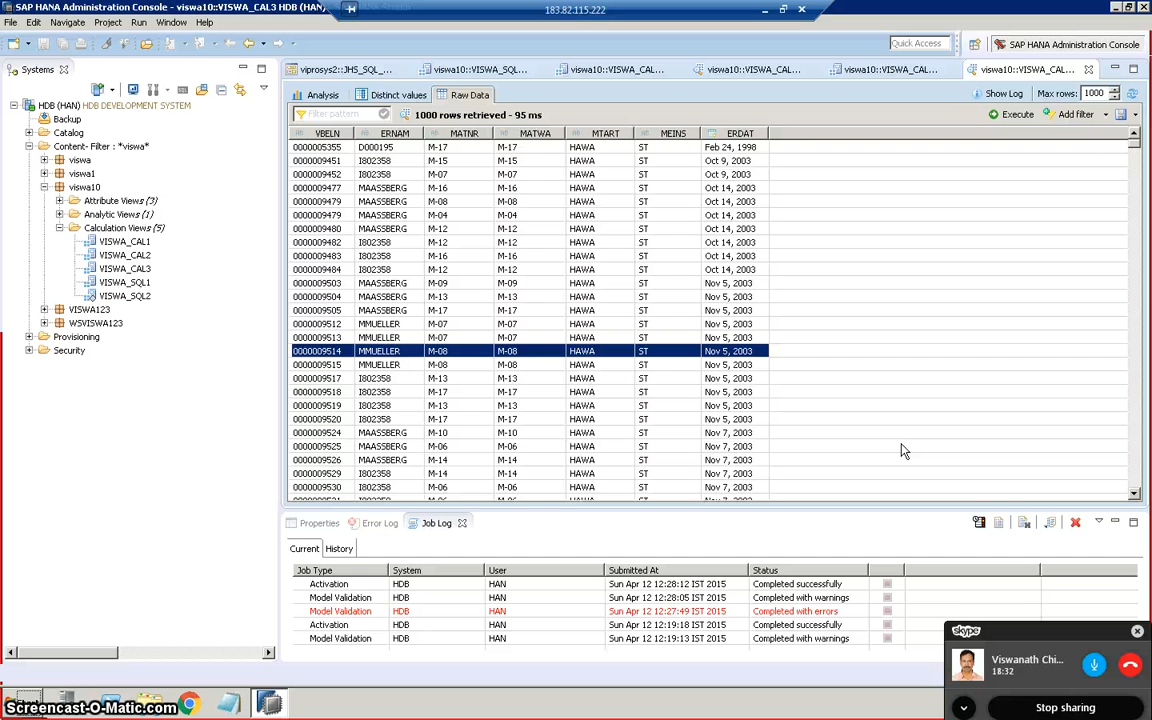 SAP HANA Administration Console - viswa10::VISWA_CAL3 HDB (HAN)
183.82.115.222
File Edit Navigate Project Run Window Help
Quick Access
SAP HANA Administration Console
Systems
viprosys2::JHS_SQL_... viswa10::VISWA_SQL... viswa10::VISWA_CAL... viswa10::VISWA_CAL... viswa10::VISWA_CAL... viswa10::VISWA_CAL...
Analysis Distinct values Raw Data
Show Log Max rows: 1000
Filter pattern 1000 rows retrieved - 95 ms
Execute Add filter
HDB (HAN) HDB DEVELOPMENT SYSTEM
Backup
Catalog
Content- Filter : *viswa*
viswa
viswa1
viswa10
Attribute Views (3)
Analytic Views (1)
Calculation Views (5)
VISWA_CAL1
VISWA_CAL2
VISWA_CAL3
VISWA_SQL1
VISWA_SQL2
VISWA123
WSVISWA123
Provisioning
Security
VBELN ERNAM MATNR MATWA MTART MEINS ERDAT
0000005355 D000195 M-17 M-17 HAWA ST Feb 24, 1998
0000009451 I802358 M-15 M-15 HAWA ST Oct 9, 2003
0000009452 I802358 M-07 M-07 HAWA ST Oct 9, 2003
0000009477 MAASSBERG M-16 M-16 HAWA ST Oct 14, 2003
0000009479 MAASSBERG M-08 M-08 HAWA ST Oct 14, 2003
0000009479 MAASSBERG M-04 M-04 HAWA ST Oct 14, 2003
0000009480 MAASSBERG M-12 M-12 HAWA ST Oct 14, 2003
0000009482 I802358 M-12 M-12 HAWA ST Oct 14, 2003
0000009483 I802358 M-16 M-16 HAWA ST Oct 14, 2003
0000009484 I802358 M-12 M-12 HAWA ST Oct 14, 2003
0000009503 MAASSBERG M-09 M-09 HAWA ST Nov 5, 2003
0000009504 MAASSBERG M-13 M-13 HAWA ST Nov 5, 2003
0000009505 MAASSBERG M-17 M-17 HAWA ST Nov 5, 2003
0000009512 MMUELLER M-07 M-07 HAWA ST Nov 5, 2003
0000009513 MMUELLER M-07 M-07 HAWA ST Nov 5, 2003
0000009514 MMUELLER M-08 M-08 HAWA ST Nov 5, 2003
0000009515 MMUELLER M-08 M-08 HAWA ST Nov 5, 2003
0000009517 I802358 M-13 M-13 HAWA ST Nov 5, 2003
0000009518 I802358 M-17 M-17 HAWA ST Nov 5, 2003
0000009519 I802358 M-13 M-13 HAWA ST Nov 5, 2003
0000009520 I802358 M-17 M-17 HAWA ST Nov 5, 2003
0000009524 MAASSBERG M-10 M-10 HAWA ST Nov 7, 2003
0000009525 MAASSBERG M-06 M-06 HAWA ST Nov 7, 2003
0000009526 MAASSBERG M-14 M-14 HAWA ST Nov 7, 2003
0000009529 I802358 M-14 M-14 HAWA ST Nov 7, 2003
0000009530 I802358 M-06 M-06 HAWA ST Nov 7, 2003
Properties Error Log Job Log
Current History
Job Type System User Submitted At Status
Activation HDB HAN Sun Apr 12 12:28:12 IST 2015 Completed successfully
Model Validation HDB HAN Sun Apr 12 12:28:05 IST 2015 Completed with warnings
Model Validation HDB HAN Sun Apr 12 12:27:49 IST 2015 Completed with errors
Activation HDB HAN Sun Apr 12 12:19:18 IST 2015 Completed successfully
Model Validation HDB HAN Sun Apr 12 12:19:13 IST 2015 Completed with warnings
skype
Viswanath Chi...
18:32
Stop sharing
Screencast-O-Matic.com